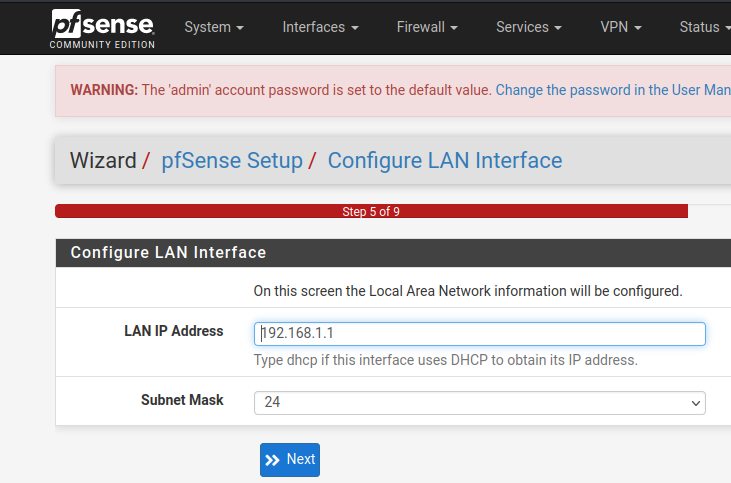 pfsense
COMMUNITY EDITION
System Interfaces Firewall Services VPN Status
WARNING: The 'admin' account password is set to the default value. Change the password in the User Man
Wizard / pfSense Setup / Configure LAN Interface
Step 5 of 9
Configure LAN Interface
On this screen the Local Area Network information will be configured.
LAN IP Address 192.168.1.1
Type dhcp if this interface uses DHCP to obtain its IP address.
Subnet Mask 24
Next